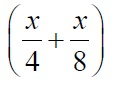 (x/4 + x/8)